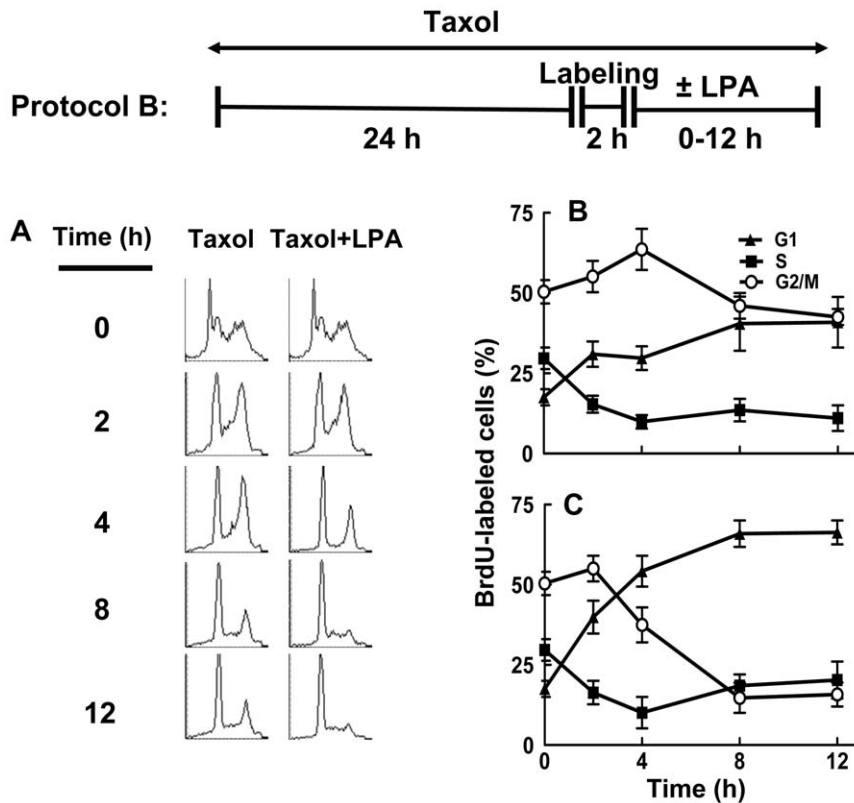 Taxol
Labeling
± LPA
Protocol B:
24 h
2 h
0-12 h
A
Time (h)
Taxol
Taxol+LPA
0
2
4
8
12
B
75
50
25
0
G1
S
G2/M
BrdU-labeled cells (%)
C
75
50
25
0
0
4
8
12
Time (h)